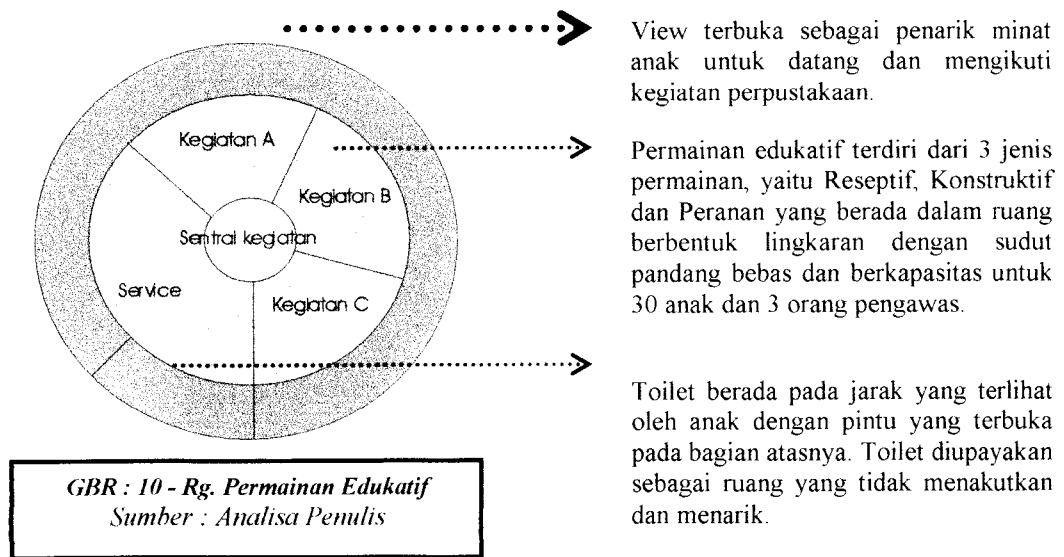 View terbuka sebagai penarik minat
anak untuk datang dan mengikuti
kegiatan perpustakaan.
Kegiatan A
Kegiatan B
Sentral kegiatan
Service
Kegiatan C
Permainan edukatif terdiri dari 3 jenis
permainan, yaitu Reseptif, Konstruktif
dan Peranan yang berada dalam ruang
berbentuk lingkaran dengan sudut
pandang bebas dan berkapasitas untuk
30 anak dan 3 orang pengawas.
Toilet berada pada jarak yang terlihat
oleh anak dengan pintu yang terbuka
pada bagian atasnya. Toilet diupayakan
sebagai ruang yang tidak menakutkan
dan menarik.
GBR : 10 - Rg. Permainan Edukatif
Sumber : Analisa Penulis